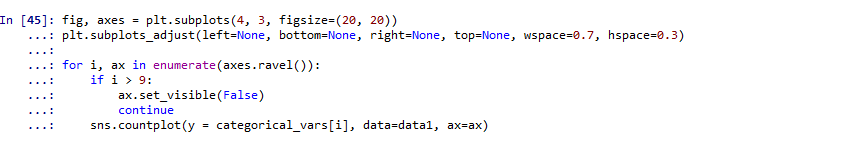 In [45]: fig, axes = plt.subplots(4, 3, figsize=(20, 20))
    ...: plt.subplots_adjust(left=None, bottom=None, right=None, top=None, wspace=0.7, hspace=0.3)
    ...:
    ...: for i, ax in enumerate(axes.ravel()):
    ...:     if i > 9:
    ...:         ax.set_visible(False)
    ...:         continue
    ...:     sns.countplot(y = categorical_vars[i], data=data1, ax=ax)